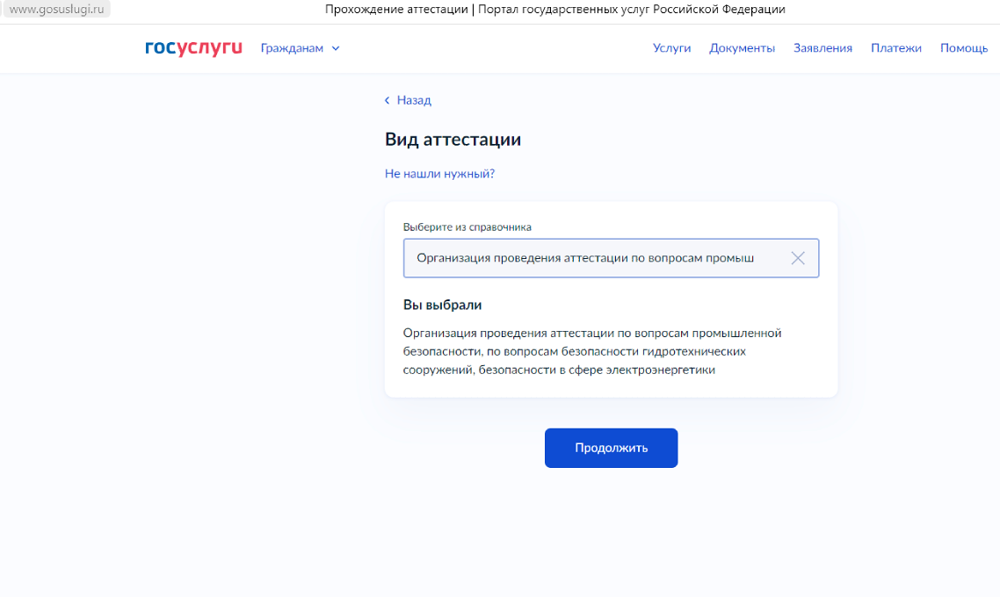 www.gosuslugi.ru
Прохождение аттестации | Портал государственных услуг Российской Федерации
госуслуги
Гражданам
Услуги
Документы
Заявления
Платежи
Помощь
Назад
Вид аттестации
Не нашли нужный?
Выберите из справочника
Организация проведения аттестации по вопросам промыш
Вы выбрали
Организация проведения аттестации по вопросам промышленной
безопасности, по вопросам безопасности гидротехнических
сооружений, безопасности в сфере электроэнергетики
Продолжить